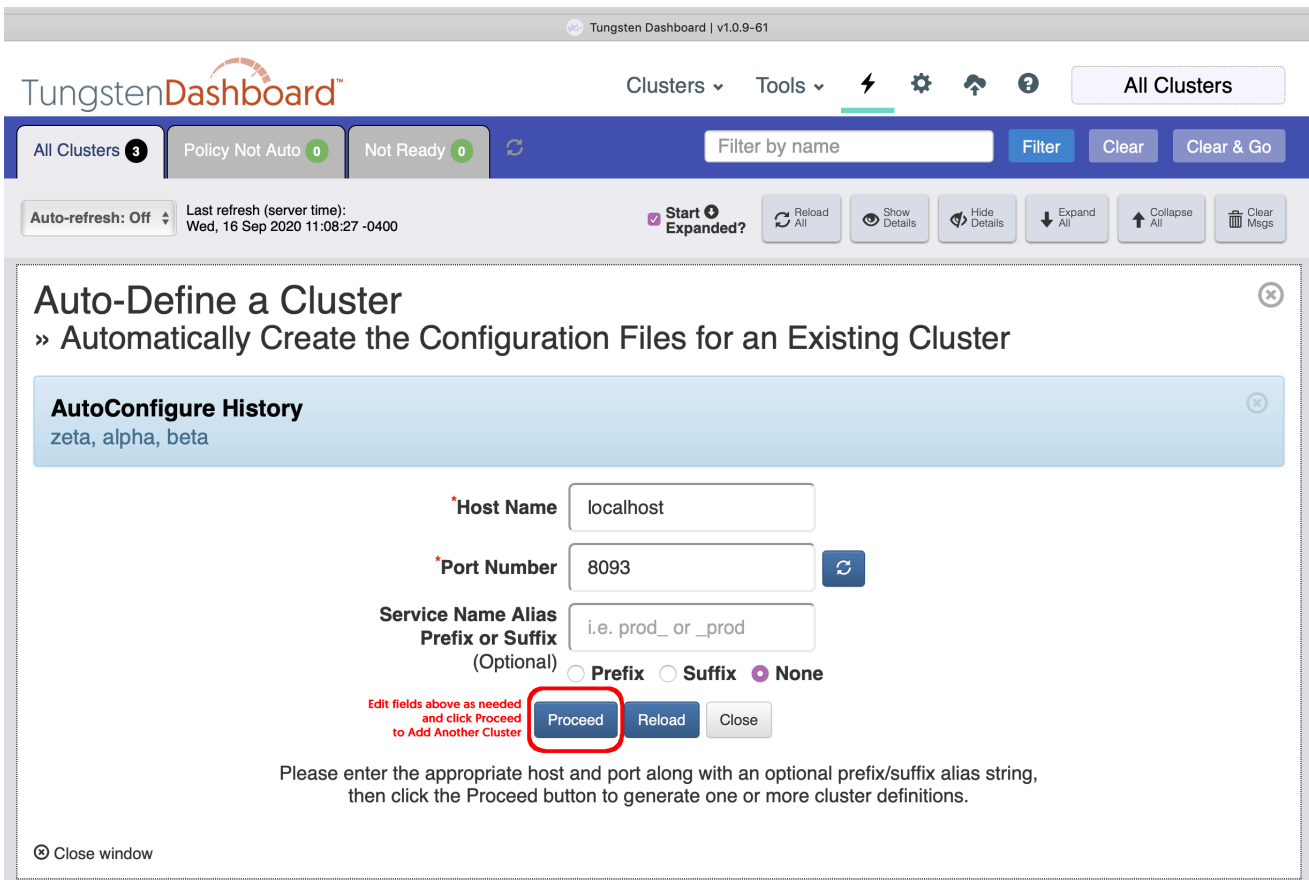 Tungsten Dashboard | v1.0.9-61
TungstenDashboard™
Clusters
Tools
All Clusters
All Clusters 3
Policy Not Auto 0
Not Ready 0
Filter by name
Filter
Clear
Clear & Go
Auto-refresh: Off
Last refresh (server time):
Wed, 16 Sep 2020 11:08:27 -0400
Start
Expanded?
Reload
All
Show
Details
Hide
Details
Expand
All
Collapse
All
Clear
Msgs
Auto-Define a Cluster
» Automatically Create the Configuration Files for an Existing Cluster
AutoConfigure History
zeta, alpha, beta
*Host Name
localhost
*Port Number
8093
Service Name Alias
Prefix or Suffix
(Optional)
i.e. prod_ or _prod
Prefix
Suffix
None
Edit fields above as needed
and click Proceed
to Add Another Cluster
Proceed
Reload
Close
Please enter the appropriate host and port along with an optional prefix/suffix alias string,
then click the Proceed button to generate one or more cluster definitions.
Close window